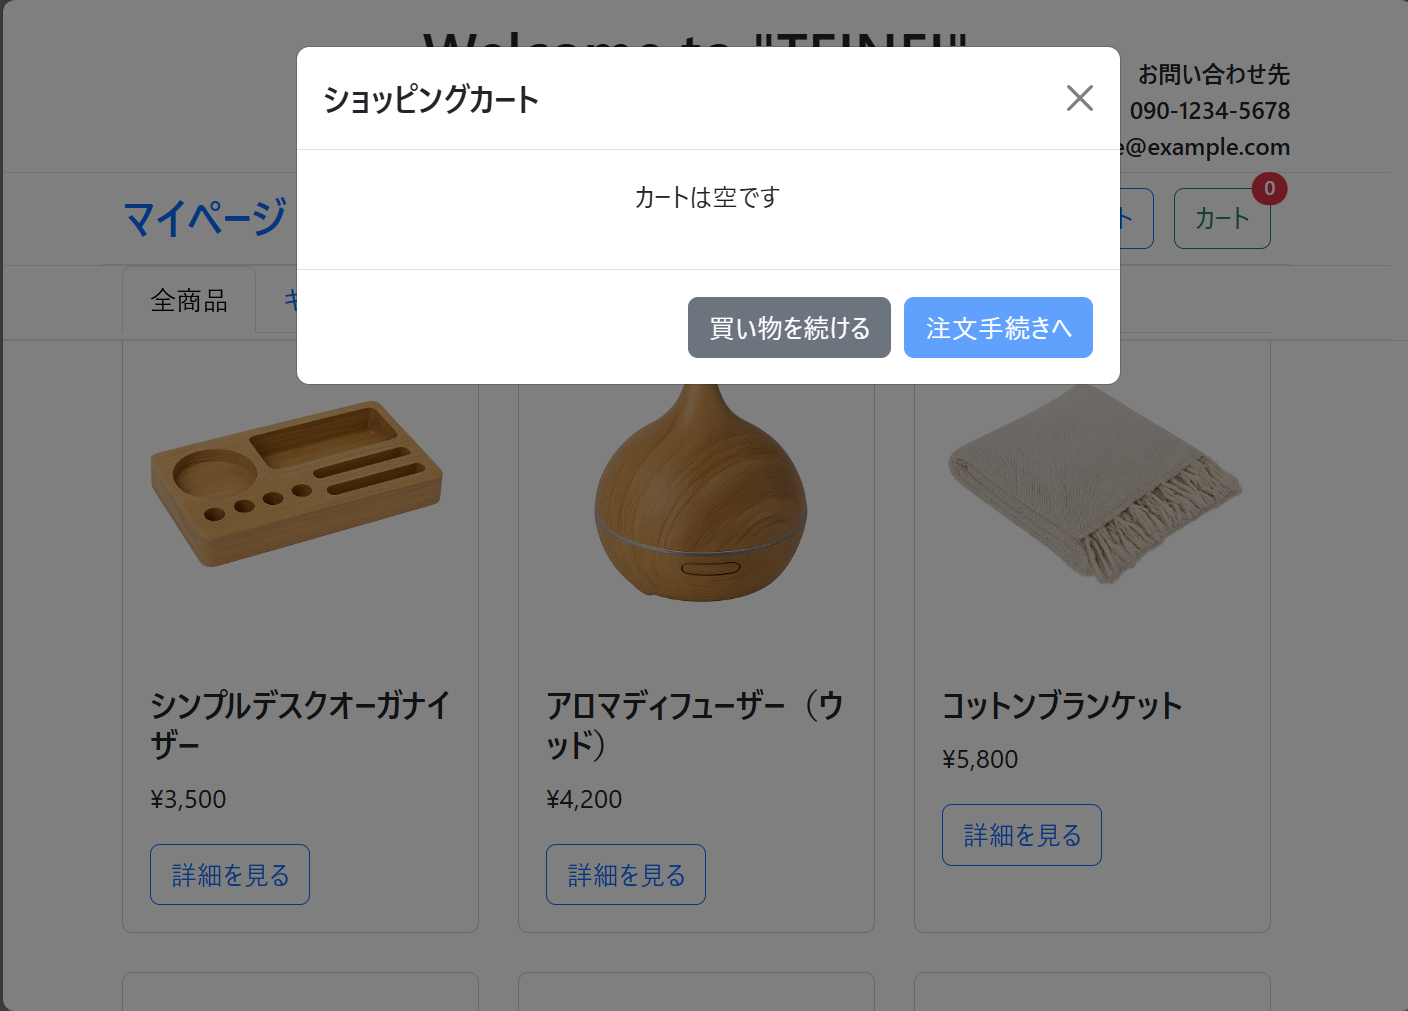 Welcome to "TEINEI"
お問い合わせ先
090-1234-5678
e@example.com
ショッピングカート
カートは空です
買い物を続ける
注文手続きへ
マイページ
ト
カート
0
全商品
キ
シンプルデスクオーガナイ
ザー
¥3,500
詳細を見る
アロマディフューザー（ウ
ッド）
¥4,200
詳細を見る
コットンブランケット
¥5,800
詳細を見る